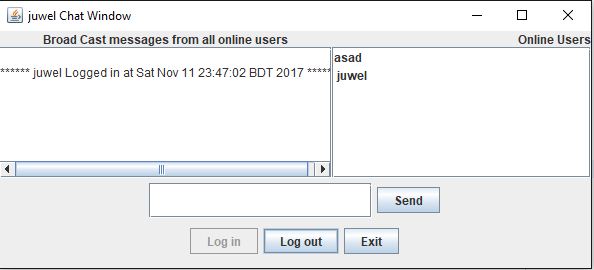 juwel Chat Window
Broad Cast messages from all online users
Online Users
****** juwel Logged in at Sat Nov 11 23:47:02 BDT 2017 *****
asad
juwel
Send
Log in
Log out
Exit